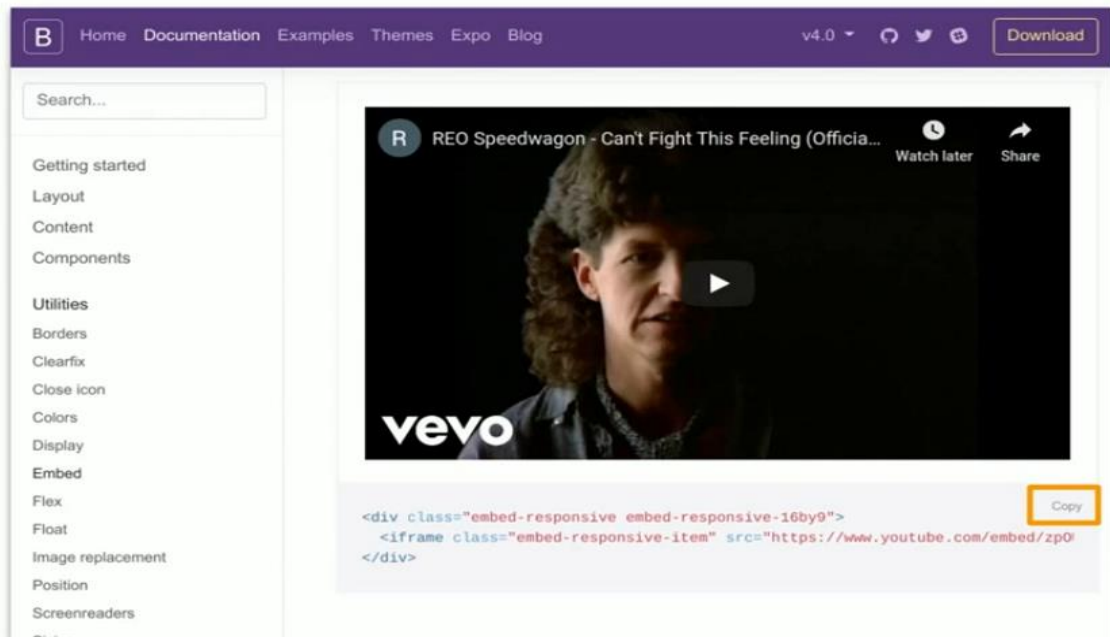 B Home Documentation Examples Themes Expo Blog v4.0 Download
Search...
Getting started
Layout
Content
Components
Utilities
Borders
Clearfix
Close icon
Colors
Display
Embed
Flex
Float
Image replacement
Position
Screenreaders
R REO Speedwagon - Can't Fight This Feeling (Officia...
Watch later Share
vevo
Copy
<div class="embed-responsive embed-responsive-16by9">
<iframe class="embed-responsive-item" src="https://www.youtube.com/embed/zpO
</div>